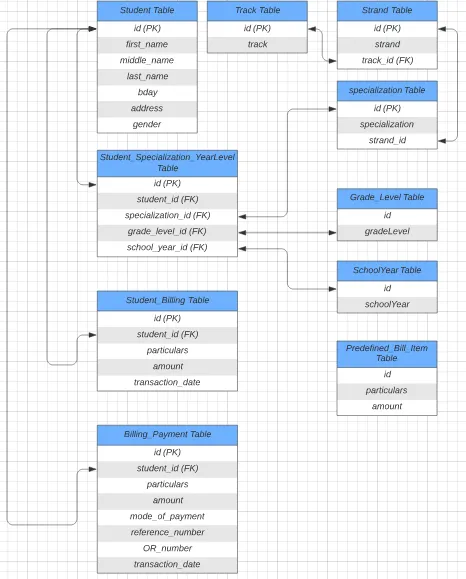 Student Table
id (PK)
first_name
middle_name
last_name
bday
address
gender
Track Table
id (PK)
track
Strand Table
id (PK)
strand
track_id (FK)
specialization Table
id (PK)
specialization
strand_id
Student_Specialization_YearLevel
Table
id (PK)
student_id (FK)
specialization_id (FK)
grade_level_id (FK)
school_year_id (FK)
Grade_Level Table
id
gradeLevel
SchoolYear Table
id
schoolYear
Student_Billing Table
id (PK)
student_id (FK)
particulars
amount
transaction_date
Predefined_Bill_Item
Table
id
particulars
amount
Billing_Payment Table
id (PK)
student_id (FK)
particulars
amount
mode_of_payment
reference_number
OR_number
transaction_date